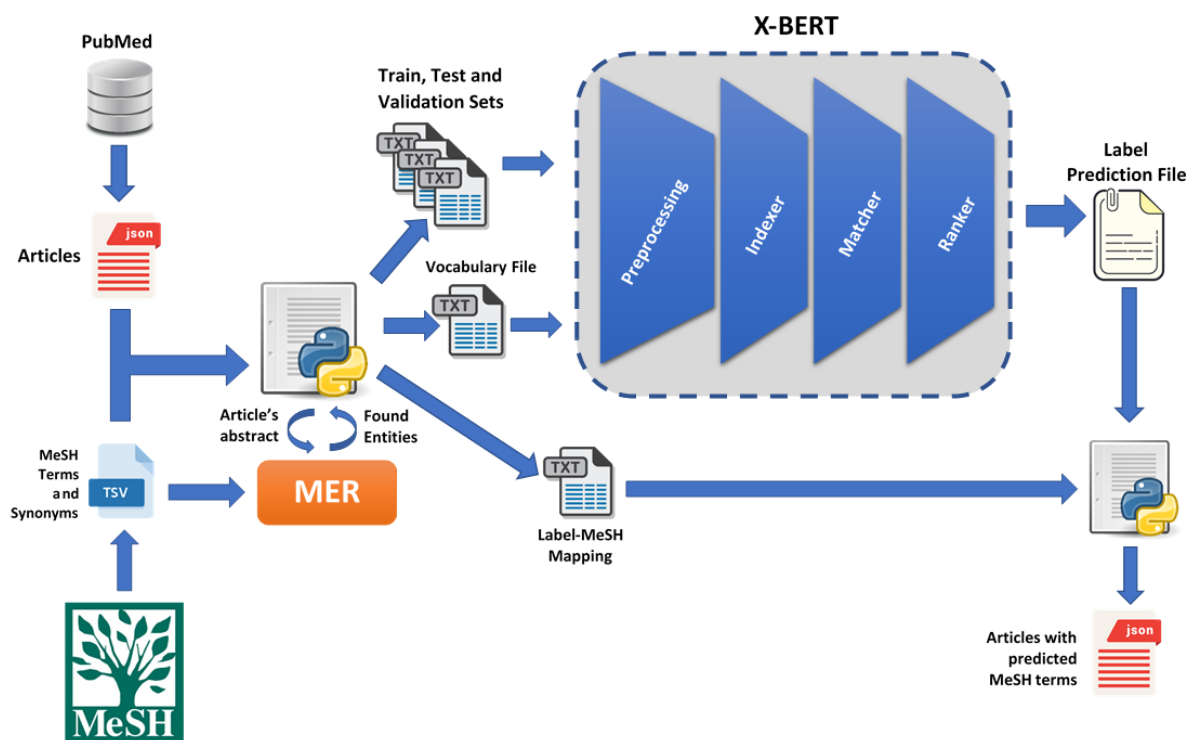 PubMed
X-BERT
Train, Test and
Validation Sets
TXT
TXT
TXT
Label
Prediction File
Articles
json
Preprocessing
Indexer
Matcher
Ranker
Vocabulary File
TXT
Article's
abstract
Found
Entities
MeSH
Terms
and
Synonyms
TSV
MER
TXT
Label-MeSH
Mapping
MeSH
Articles with
predicted
MeSH terms
json